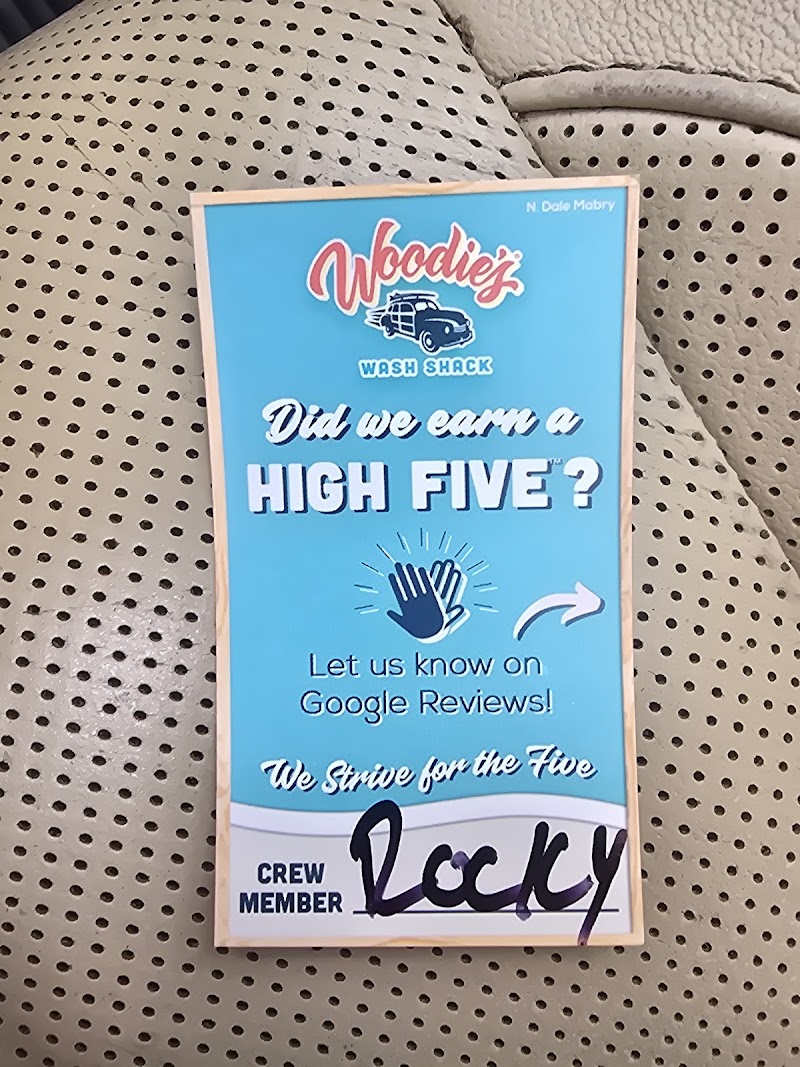 N. Dale Mabry
Woodie's®
WASH SHACK
Did we earn a
HIGH FIVE™?
Let us know on
Google Reviews!
We Strive for the Five
CREW
MEMBER
ROCKY